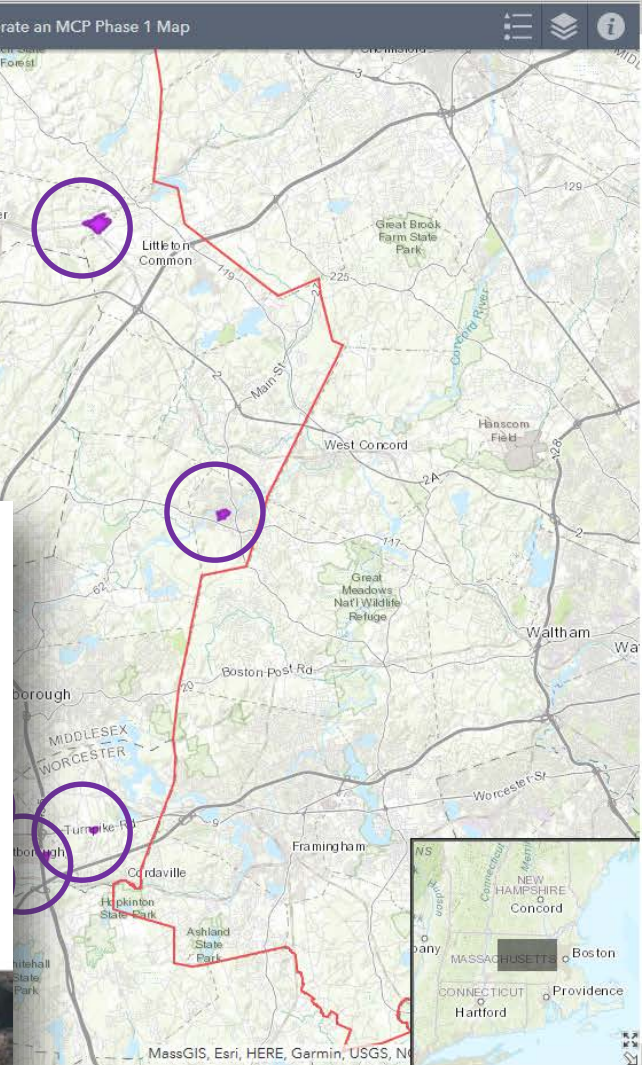 rate an MCP Phase 1 Map
Forest
3
129
Great Brook
Farm State
Park
Littleton
Common
119
225
27
Concord River
Main St
2
Hanscom
Field
128
West Concord
2A
2
117
62
Great
Meadows
Nat'l Wildlife
Refuge
Waltham
Boston Post Rd
20
borough
MIDDLESEX
WORCESTER
Worcester St
Turnpike Rd
9
Framingham
Cordaville
Hopkinton
State Park
Ashland
State
Park
State
Park
NEW
HAMPSHIRE
Concord
Connecticut
Hudson
MASSACHUSETTS
Boston
CONNECTICUT
Providence
Hartford
MassGIS, Esri, HERE, Garmin, USGS,